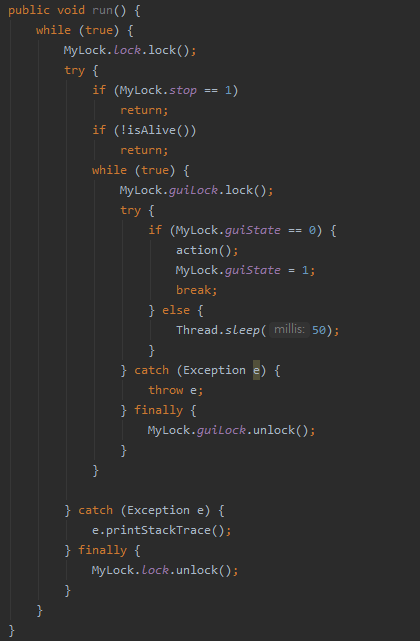 public void run() {
    while (true) {
        MyLock.lock.lock();
        try {
            if (MyLock.stop == 1)
                return;
            if (!isAlive())
                return;
            while (true) {
                MyLock.guiLock.lock();
                try {
                    if (MyLock.guiState == 0) {
                        action();
                        MyLock.guiState = 1;
                        break;
                    } else {
                        Thread.sleep( millis: 50);
                    }
                } catch (Exception e) {
                    throw e;
                } finally {
                    MyLock.guiLock.unlock();
                }
            }

        } catch (Exception e) {
            e.printStackTrace();
        } finally {
            MyLock.lock.unlock();
        }
    }
}